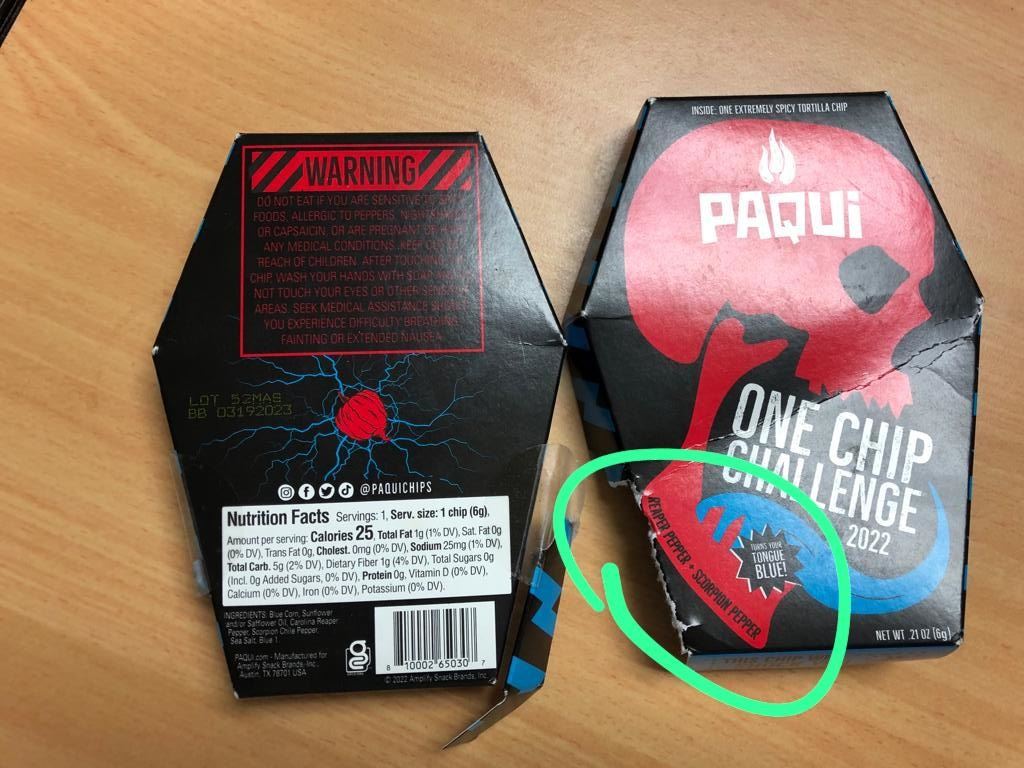 WARNING
DO NOT EAT IF YOU ARE SENSITIVE TO
FOODS, ALLERGIC TO PEPPERS,
OR CAPSAICIN, OR ARE PREGNANT OR
ANY MEDICAL CONDITIONS. KEEP
REACH OF CHILDREN. AFTER TOUCHING
CHIP, WASH YOUR HANDS WITH SOAP
NOT TOUCH YOUR EYES OR OTHER
AREAS. SEEK MEDICAL ASSISTANCE
YOU EXPERIENCE DIFFICULTY BREATHING,
FAINTING OR EXTENDED NAUSEA.
LOT 52MAS
BB 03192023
@PAQUICHIPS
Nutrition Facts Servings: 1, Serv. size: 1 chip (6g),
Amount per serving: Calories 25, Total Fat 1g (1% DV), Sat. Fat 0g
(0% DV), Trans Fat 0g, Cholest. 0mg (0% DV), Sodium 25mg (1% DV),
Total Carb. 5g (2% DV), Dietary Fiber 1g (4% DV), Total Sugars 0g
(Incl. 0g Added Sugars, 0% DV), Protein 0g, Vitamin D (0% DV),
Calcium (0% DV), Iron (0% DV), Potassium (0% DV).
INGREDIENTS: Blue Corn, Sunflower
and/or Safflower Oil, Carolina Reaper
Pepper, Scorpion Chile Pepper,
Sea Salt, Blue 1.
PAQUI.com - Manufactured for
Amplify Snack Brands, Inc.,
Austin, TX 78701 USA
8 10002 65030 7
© 2022 Amplify Snack Brands, Inc.
INSIDE: ONE EXTREMELY SPICY TORTILLA CHIP
PAQUI
ONE CHIP
CHALLENGE
2022
REAPER PEPPER + SCORPION PEPPER
TURNS YOUR
TONGUE
BLUE!
NET WT .21 OZ (6g)
THIS CHIP